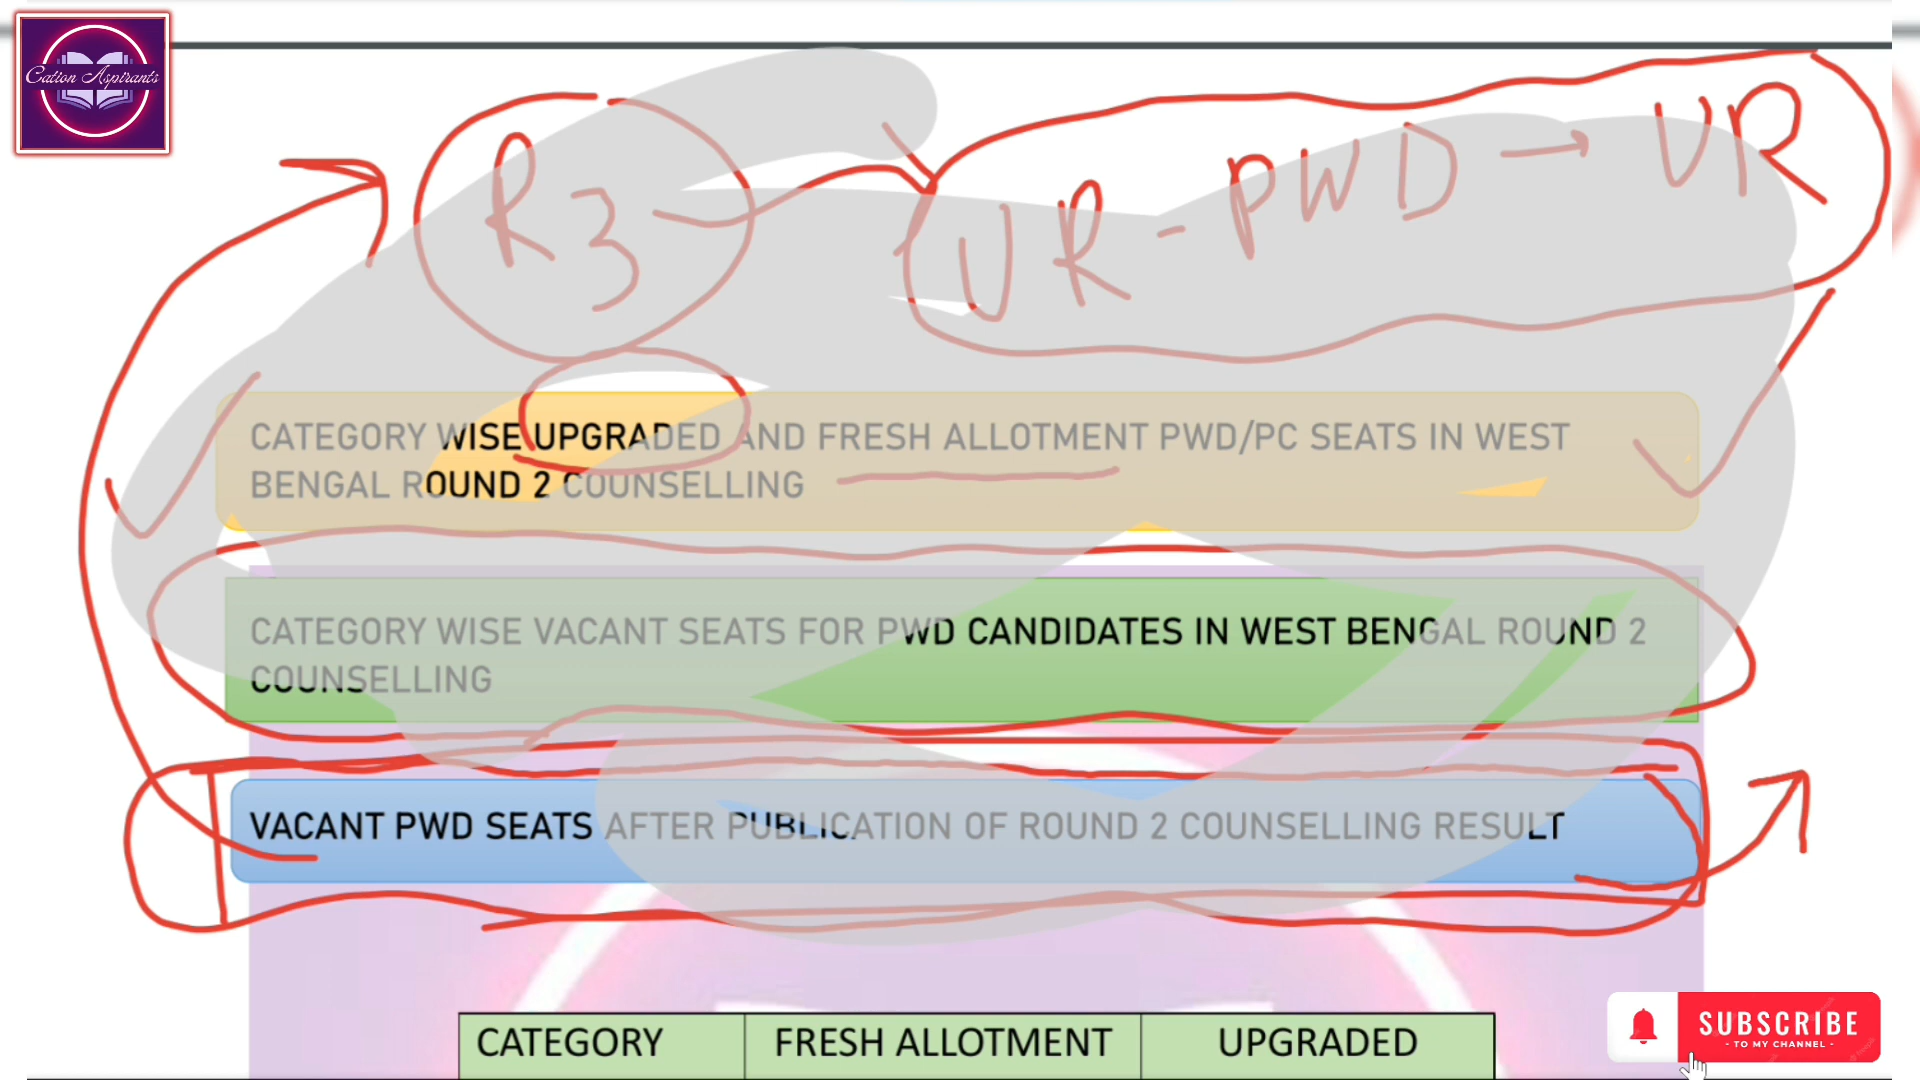 Cation Aspirants
R3
UR-PWD → UR
CATEGORY WISE UPGRADED AND FRESH ALLOTMENT PWD/PC SEATS IN WEST
BENGAL ROUND 2 COUNSELLING
CATEGORY WISE VACANT SEATS FOR PWD CANDIDATES IN WEST BENGAL ROUND 2
COUNSELLING
VACANT PWD SEATS AFTER PUBLICATION OF ROUND 2 COUNSELLING RESULT
CATEGORY FRESH ALLOTMENT UPGRADED
SUBSCRIBE
- TO MY CHANNEL -